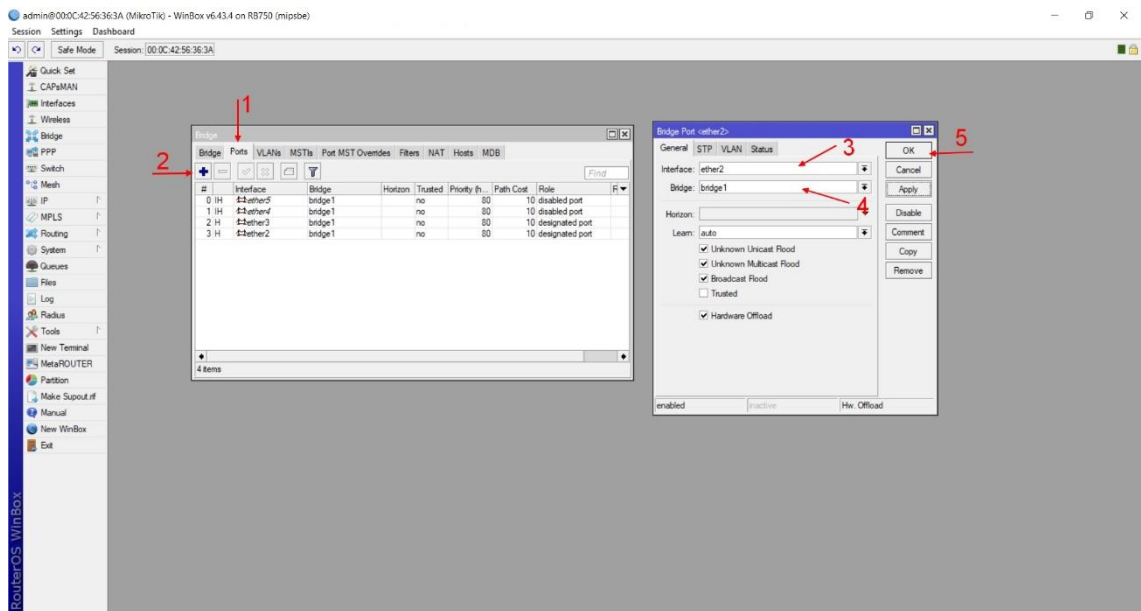 admin@00:0C:42:56:36:3A (MikroTik) - WinBox v6.43.4 on RB750 (mipsbe)
Session Settings Dashboard
Safe Mode Session: 00:0C:42:56:36:3A
Quick Set
CAPsMAN
Interfaces
Wireless
Bridge
PPP
Switch
Mesh
IP
MPLS
Routing
System
Queues
Files
Log
Radius
Tools
New Terminal
MetaROUTER
Partition
Make Supout.rif
Manual
New WinBox
Exit
RouterOS WinBox
1
2
Bridge
Bridge Ports VLANs MSTIs Port MST Overrides Filters NAT Hosts MDB
Find
# Interface Bridge Horizon Trusted Priority (h... Path Cost Role
0 IH ether5 bridge1 no 80 10 disabled port
1 IH ether4 bridge1 no 80 10 disabled port
2 H ether3 bridge1 no 80 10 designated port
3 H ether2 bridge1 no 80 10 designated port
4 items
Bridge Port <ether2>
General STP VLAN Status
3
5
Interface: ether2
Bridge: bridge1
4
Horizon:
Learn: auto
Unknown Unicast Flood
Unknown Multicast Flood
Broadcast Flood
Trusted
Hardware Offload
OK
Cancel
Apply
Disable
Comment
Copy
Remove
enabled inactive Hw. Offload